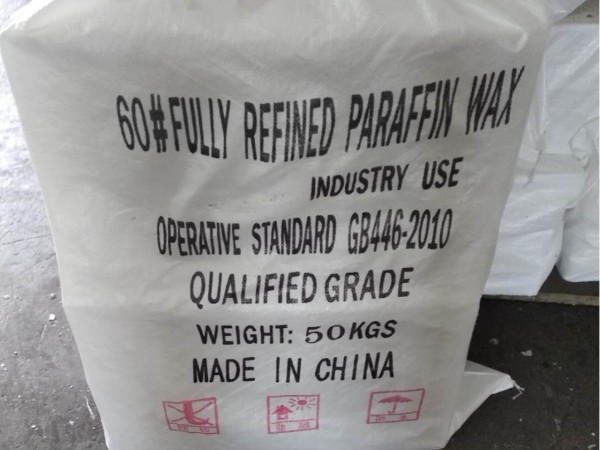 60#FULLY REFINED PARAFFIN WAX
INDUSTRY USE
OPERATIVE STANDARD GB446-2010
QUALIFIED GRADE
WEIGHT: 50KGS
MADE IN CHINA